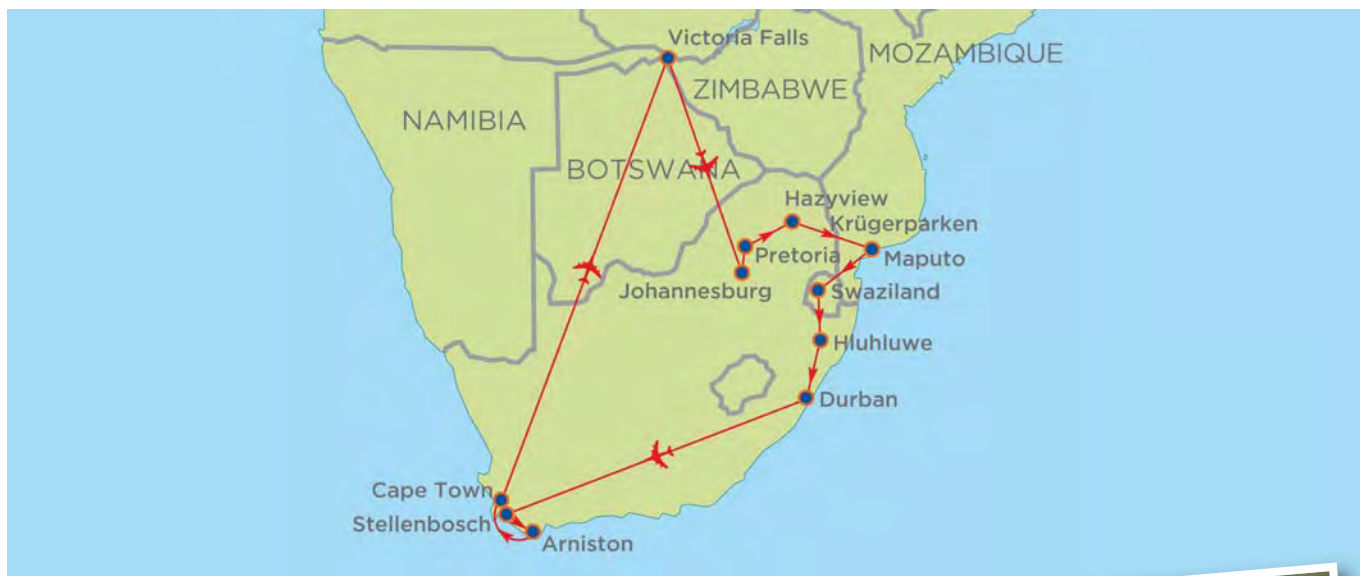 Victoria Falls
MOZAMBIQUE
ZIMBABWE
NAMIBIA
BOTSWANA
Hazyview
Krügerparken
Pretoria
Maputo
Johannesburg
Swaziland
Hluhluwe
Durban
Cape Town
Stellenbosch
Arniston